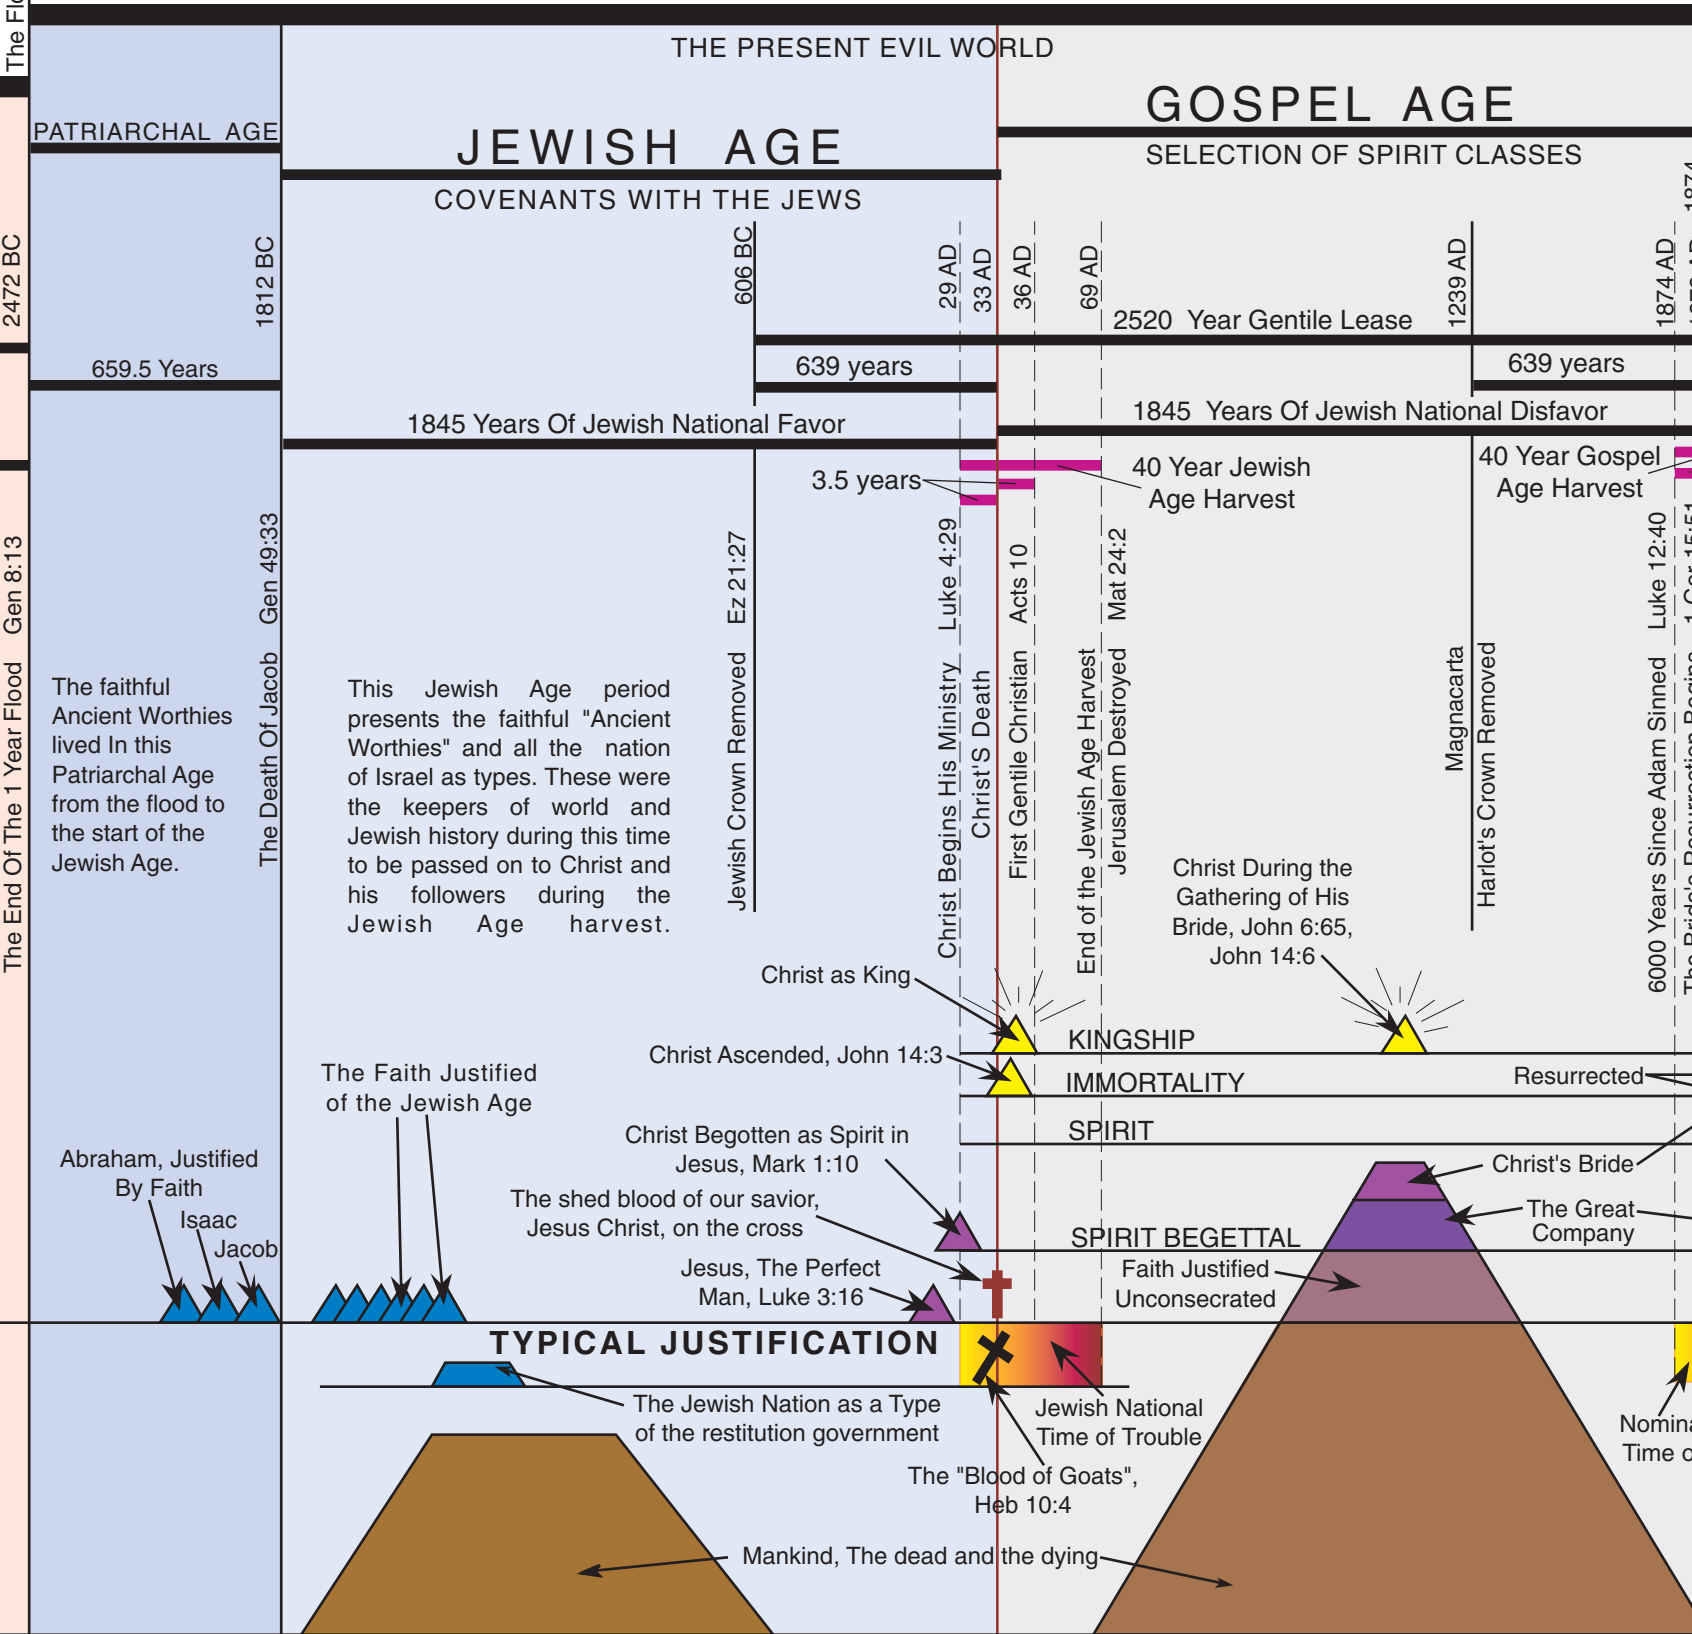 The Flo
THE PRESENT EVIL WORLD
PATRIARCHAL AGE
JEWISH AGE
COVENANTS WITH THE JEWS
GOSPEL AGE
SELECTION OF SPIRIT CLASSES
2472 BC
1812 BC
606 BC
29 AD
33 AD
36 AD
69 AD
1239 AD
1874 AD
1874
2520 Year Gentile Lease
659.5 Years
639 years
639 years
1845 Years Of Jewish National Favor
1845 Years Of Jewish National Disfavor
3.5 years
40 Year Jewish
Age Harvest
40 Year Gospel
Age Harvest
The End Of The 1 Year Flood Gen 8:13
The Death Of Jacob Gen 49:33
Jewish Crown Removed Ez 21:27
Christ Begins His Ministry Luke 4:29
Christ'S Death
First Gentile Christian Acts 10
End of the Jewish Age Harvest
Jerusalem Destroyed Mat 24:2
Magnacarta
Harlot's Crown Removed
6000 Years Since Adam Sinned Luke 12:40
The Bride's Resurrection Begins 1 Cor 15:51
The faithful
Ancient Worthies
lived In this
Patriarchal Age
from the flood to
the start of the
Jewish Age.
This Jewish Age period
presents the faithful "Ancient
Worthies" and all the nation
of Israel as types. These were
the keepers of world and
Jewish history during this time
to be passed on to Christ and
his followers during the
Jewish Age harvest.
Christ During the
Gathering of His
Bride, John 6:65,
John 14:6
Christ as King
KINGSHIP
Christ Ascended, John 14:3
IMMORTALITY
Resurrected
The Faith Justified
of the Jewish Age
SPIRIT
Christ Begotten as Spirit in
Jesus, Mark 1:10
Christ's Bride
Abraham, Justified
By Faith
Isaac
Jacob
The shed blood of our savior,
Jesus Christ, on the cross
The Great
Company
SPIRIT BEGETTAL
Jesus, The Perfect
Man, Luke 3:16
Faith Justified
Unconsecrated
TYPICAL JUSTIFICATION
The Jewish Nation as a Type
of the restitution government
Jewish National
Time of Trouble
Nomina
Time o
The "Blood of Goats",
Heb 10:4
Mankind, The dead and the dying